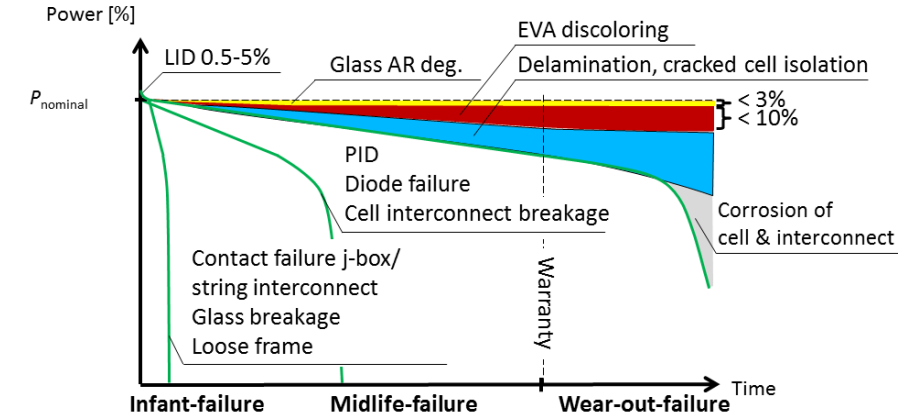 Power [%]
EVA discoloring
LID 0.5-5%
Glass AR deg.
Delamination, cracked cell isolation
Pnominal
< 3%
< 10%
PID
Diode failure
Cell interconnect breakage
Corrosion of
cell & interconnect
Contact failure j-box/
string interconnect
Glass breakage
Loose frame
Warranty
Time
Infant-failure
Midlife-failure
Wear-out-failure